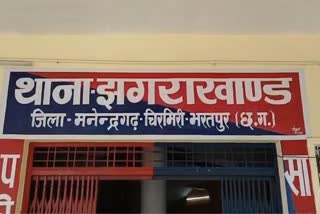 थाना-झगराखाण्ड
जिला - मनेन्द्रगढ़ - चिरमिरी - भरतपुर (छ.ग.)
प
सा